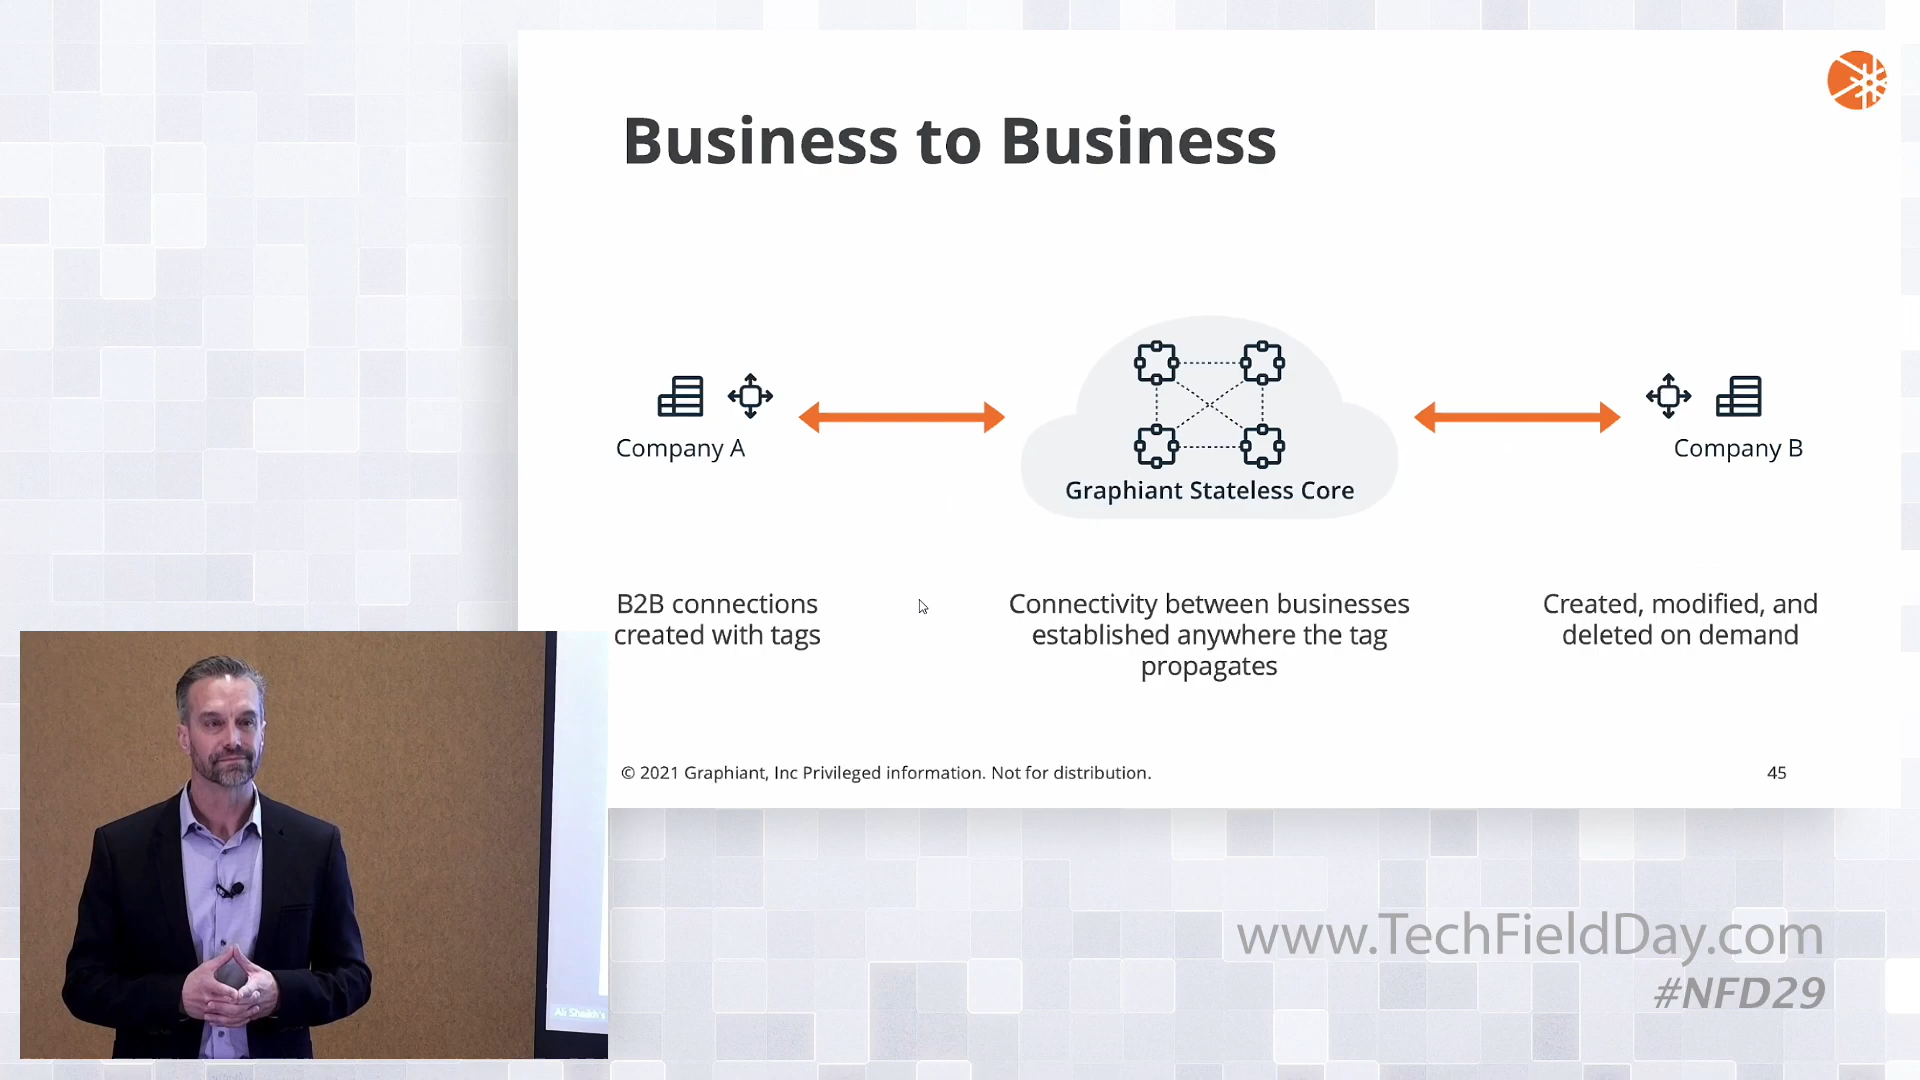 Business to Business
Company A
Graphiant Stateless Core
Company B
B2B connections
created with tags
Connectivity between businesses
established anywhere the tag
propagates
Created, modified, and
deleted on demand
© 2021 Graphiant, Inc Privileged information. Not for distribution.
45
Ali Sheikh's
www.TechFieldDay.com
#NFD29